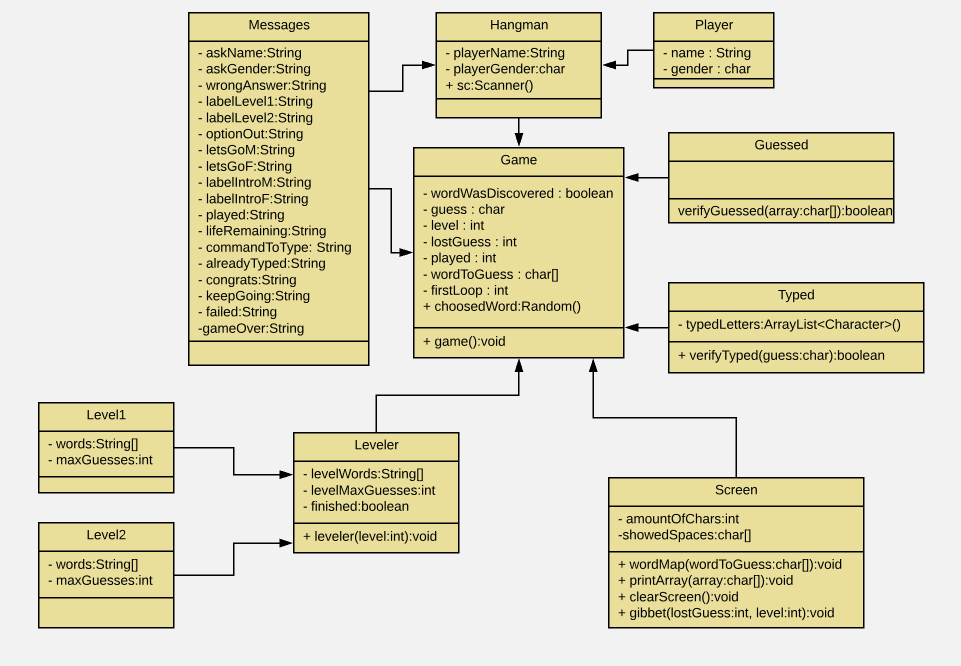 Messages
- askName:String
- askGender:String
- wrongAnswer:String
- labelLevel1:String
- labelLevel2:String
- optionOut:String
- letsGoM:String
- letsGoF:String
- labelIntroM:String
- labelIntroF:String
- played:String
- lifeRemaining:String
- commandToType: String
- alreadyTyped:String
- congrats:String
- keepGoing:String
- failed:String
-gameOver:String
Hangman
- playerName:String
- playerGender:char
+ sc:Scanner()
Player
- name : String
- gender : char
Game
- wordWasDiscovered : boolean
- guess : char
- level : int
- lostGuess : int
- played : int
- wordToGuess : char[]
- firstLoop : int
+ choosedWord:Random()
+ game():void
Guessed
verifyGuessed(array:char[]):boolean
Typed
- typedLetters:ArrayList<Character>()
+ verifyTyped(guess:char):boolean
Level1
- words:String[]
- maxGuesses:int
Level2
- words:String[]
- maxGuesses:int
Leveler
- levelWords:String[]
- levelMaxGuesses:int
- finished:boolean
+ leveler(level:int):void
Screen
- amountOfChars:int
-showedSpaces:char[]
+ wordMap(wordToGuess:char[]):void
+ printArray(array:char[]):void
+ clearScreen():void
+ gibbet(lostGuess:int, level:int):void